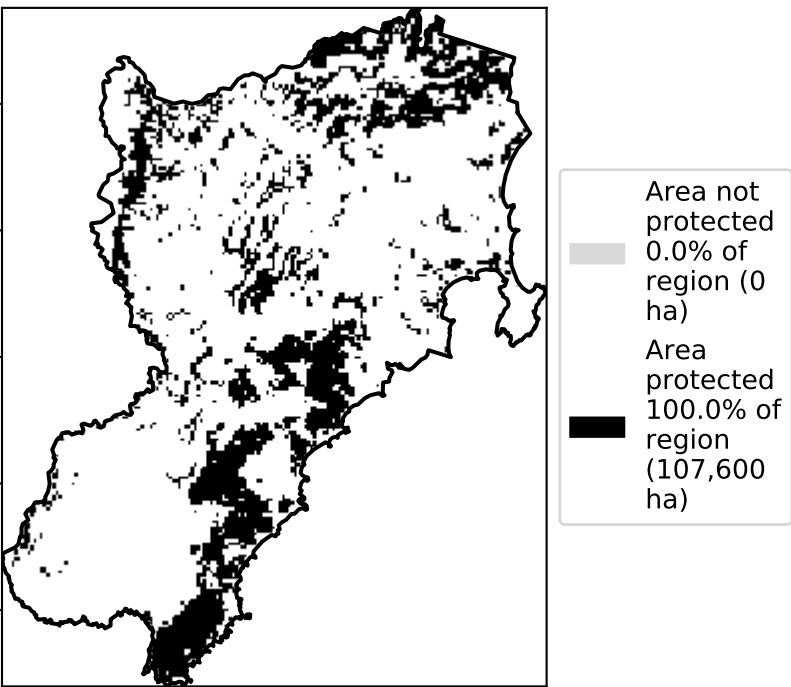 Area not
protected
0.0% of
region (0
ha)
Area
protected
100.0% of
region
(107,600
ha)